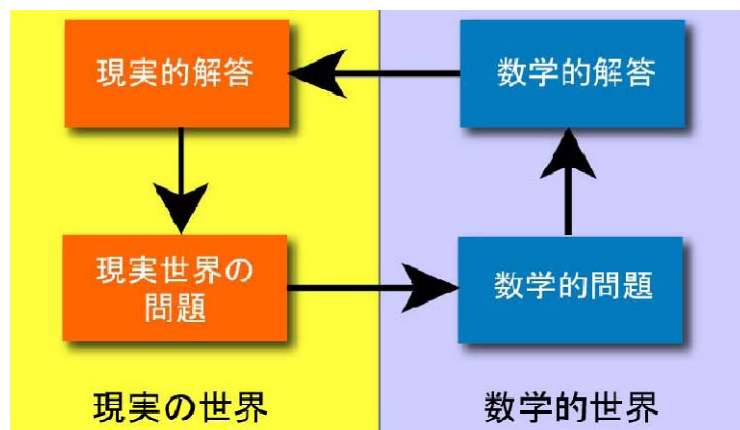 現実的解答
数学的解答
現実世界の
問題
数学的問題
現実の世界
数学的世界